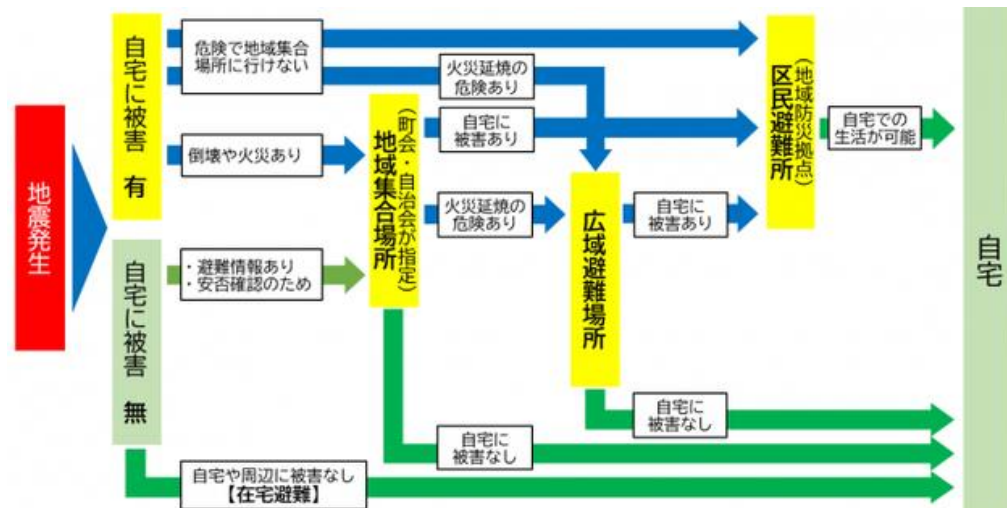 地震発生
自宅に被害 有
自宅に被害 無
危険で地域集合
場所に行けない
倒壊や火災あり
・避難情報あり
・安否確認のため
自宅や周辺に被害なし
【在宅避難】
地域集合場所
(町会・自治会が指定)
火災延焼の
危険あり
自宅に
被害あり
火災延焼の
危険あり
自宅に
被害なし
広域避難場所
自宅に
被害あり
自宅に
被害なし
区民避難所
(地域防災拠点)
自宅での
生活が可能
自宅